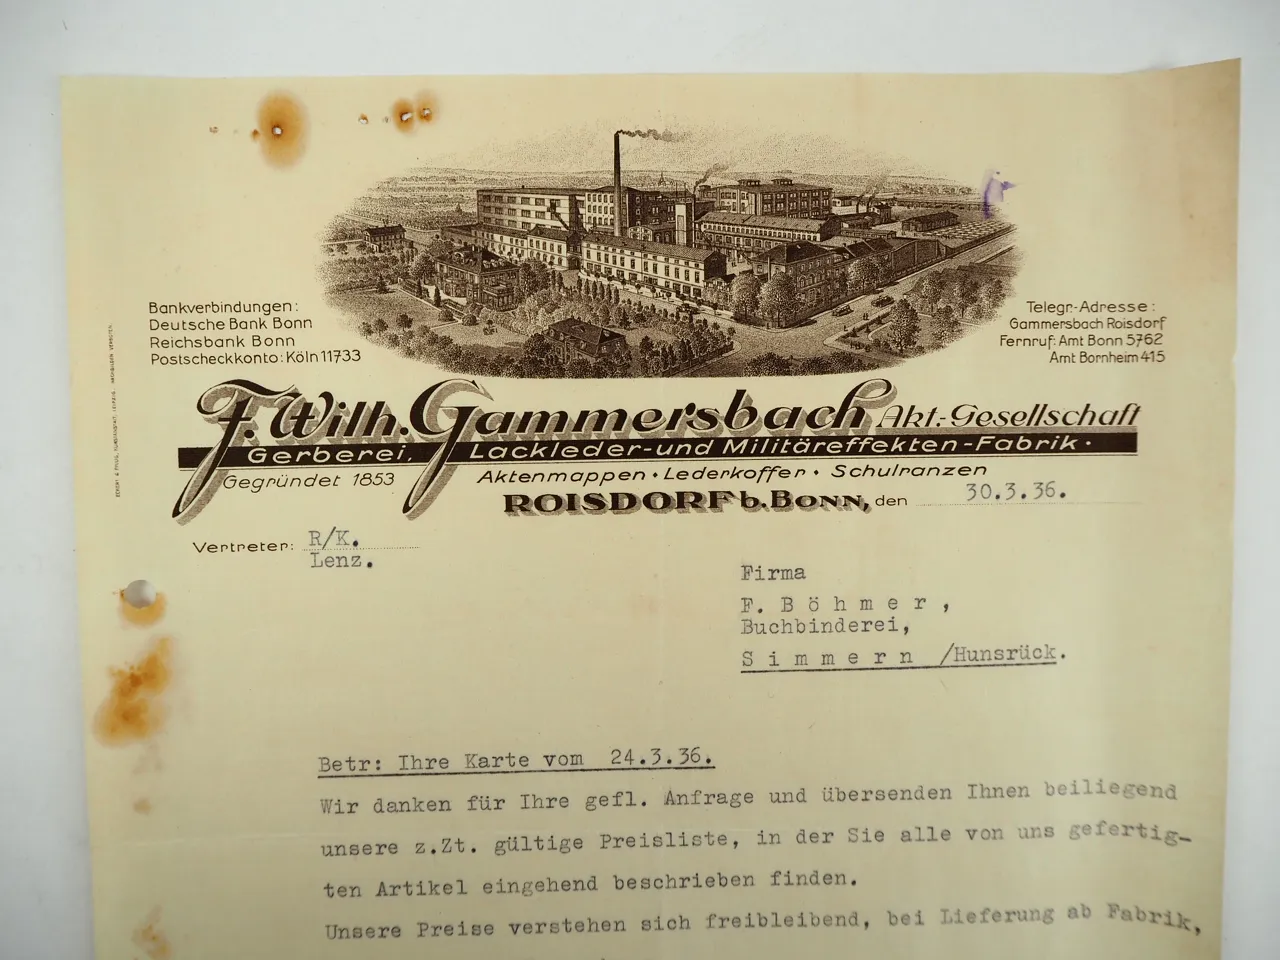 Bankverbindungen:
Deutsche Bank Bonn
Reichsbank Bonn
Postscheckkonto: Köln 11733
Telegr.-Adresse:
Gammersbach Roisdorf
Fernruf: Amt Bonn 5762
Amt Bornheim 415
F. Wilh. Gammersbach Akt.-Gesellschaft
Gerberei, Lackleder- und Militäreffekten-Fabrik ·
Gegründet 1853
Aktenmappen · Lederkoffer · Schulranzen
ROISDORF b. BONN, den 30.3.36.
Vertreter: R/K.
Lenz.
Firma
F. Böhmer,
Buchbinderei,
Simmern /Hunsrück.
Betr: Ihre Karte vom 24.3.36.
Wir danken für Ihre gefl. Anfrage und übersenden Ihnen beiliegend
unsere z.Zt. gültige Preisliste, in der Sie alle von uns gefertig-
ten Artikel eingehend beschrieben finden.
Unsere Preise verstehen sich freibleibend, bei Lieferung ab Fabrik,